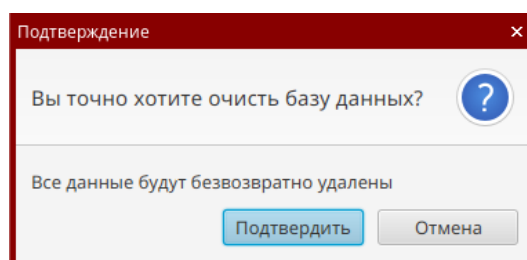 Подтверждение
Вы точно хотите очисть базу данных?
Все данные будут безвозвратно удалены
Подтвердить Отмена